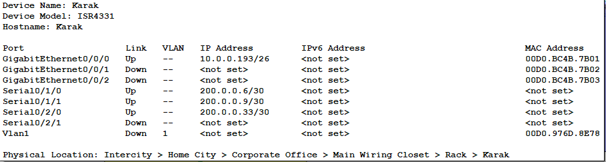 Device Name: Karak
Device Model: ISR4331
Hostname: Karak
Port Link VLAN IP Address IPv6 Address MAC Address
GigabitEthernet0/0/0 Up -- 10.0.0.193/26 <not set> 00D0.BC4B.7B01
GigabitEthernet0/0/1 Down -- <not set> <not set> 00D0.BC4B.7B02
GigabitEthernet0/0/2 Down -- <not set> <not set> 00D0.BC4B.7B03
Serial0/1/0 Up -- 200.0.0.6/30 <not set> <not set>
Serial0/1/1 Up -- 200.0.0.9/30 <not set> <not set>
Serial0/2/0 Up -- 200.0.0.33/30 <not set> <not set>
Serial0/2/1 Down -- <not set> <not set> <not set>
Vlan1 Down 1 <not set> <not set> 00D0.976D.8E78
Physical Location: Intercity > Home City > Corporate Office > Main Wiring Closet > Rack > Karak